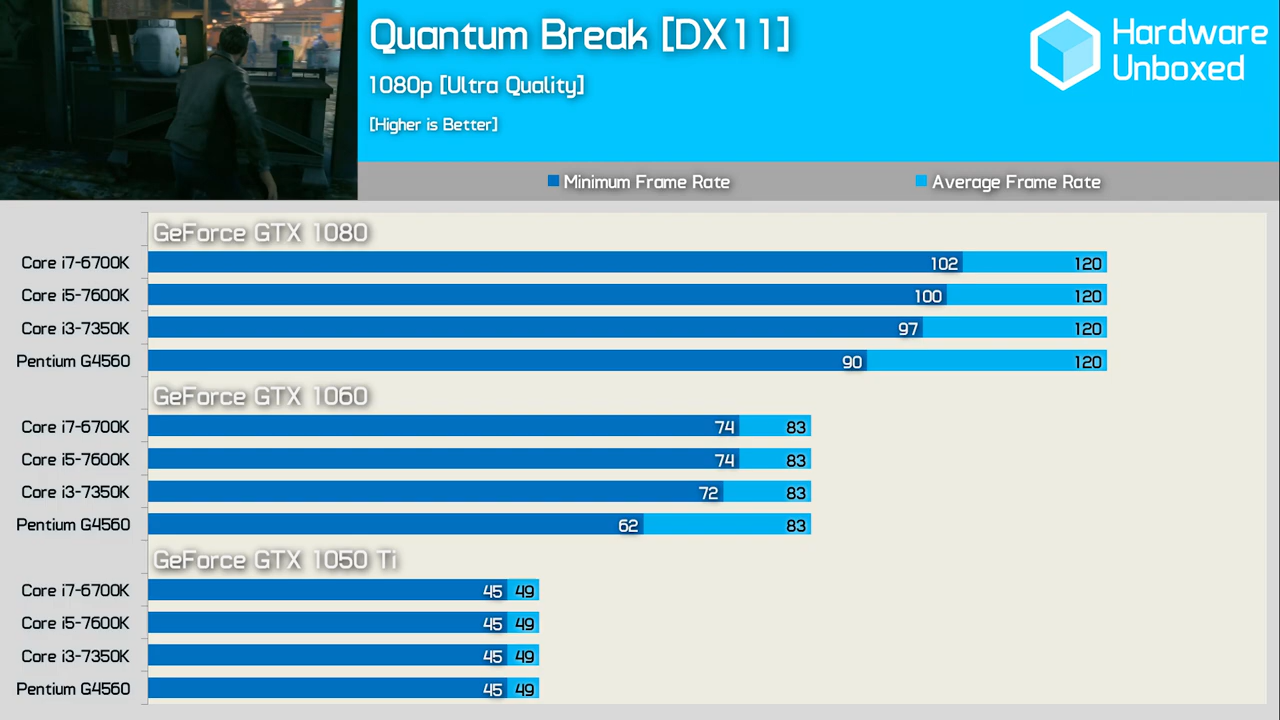 Quantum Break [DX11]
1080p [Ultra Quality]
[Higher is Better]
Hardware
Unboxed
Minimum Frame Rate
Average Frame Rate
GeForce GTX 1080
Core i7-6700K 102 120
Core i5-7600K 100 120
Core i3-7350K 97 120
Pentium G4560 90 120
GeForce GTX 1060
Core i7-6700K 74 83
Core i5-7600K 74 83
Core i3-7350K 72 83
Pentium G4560 62 83
GeForce GTX 1050 Ti
Core i7-6700K 45 49
Core i5-7600K 45 49
Core i3-7350K 45 49
Pentium G4560 45 49